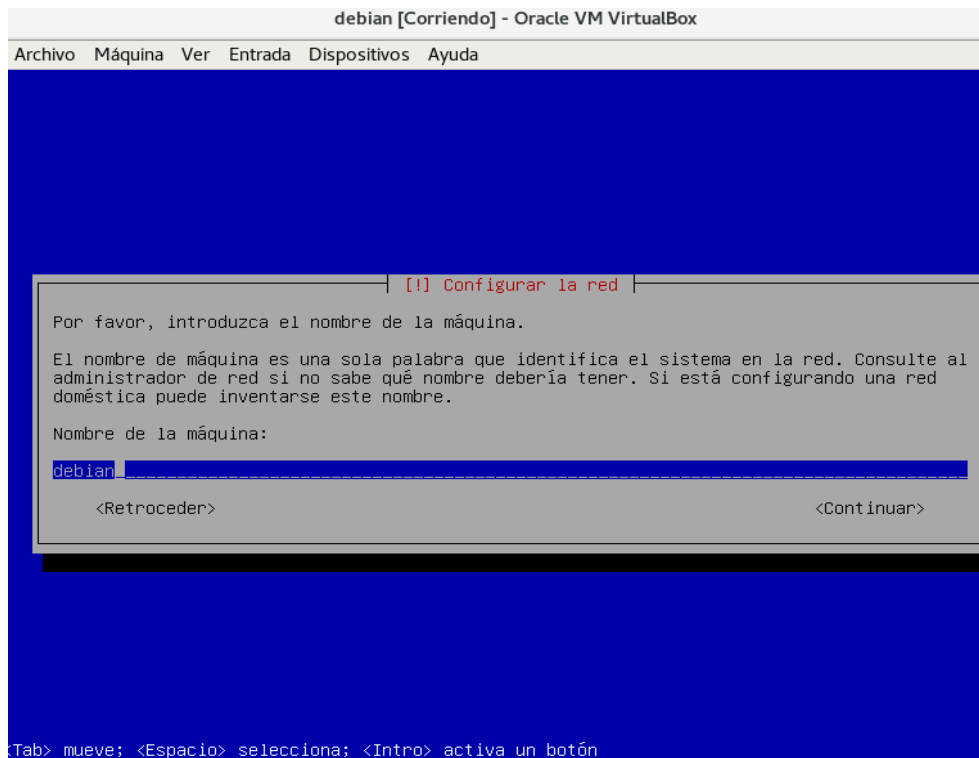 debian [Corriendo] - Oracle VM VirtualBox
Archivo Máquina Ver Entrada Dispositivos Ayuda
[!] Configurar la red
Por favor, introduzca el nombre de la máquina.
El nombre de máquina es una sola palabra que identifica el sistema en la red. Consulte al
administrador de red si no sabe qué nombre debería tener. Si está configurando una red
doméstica puede inventarse este nombre.
Nombre de la máquina:
debian
<Retroceder> <Continuar>
<Tab> mueve; <Espacio> selecciona; <Intro> activa un botón